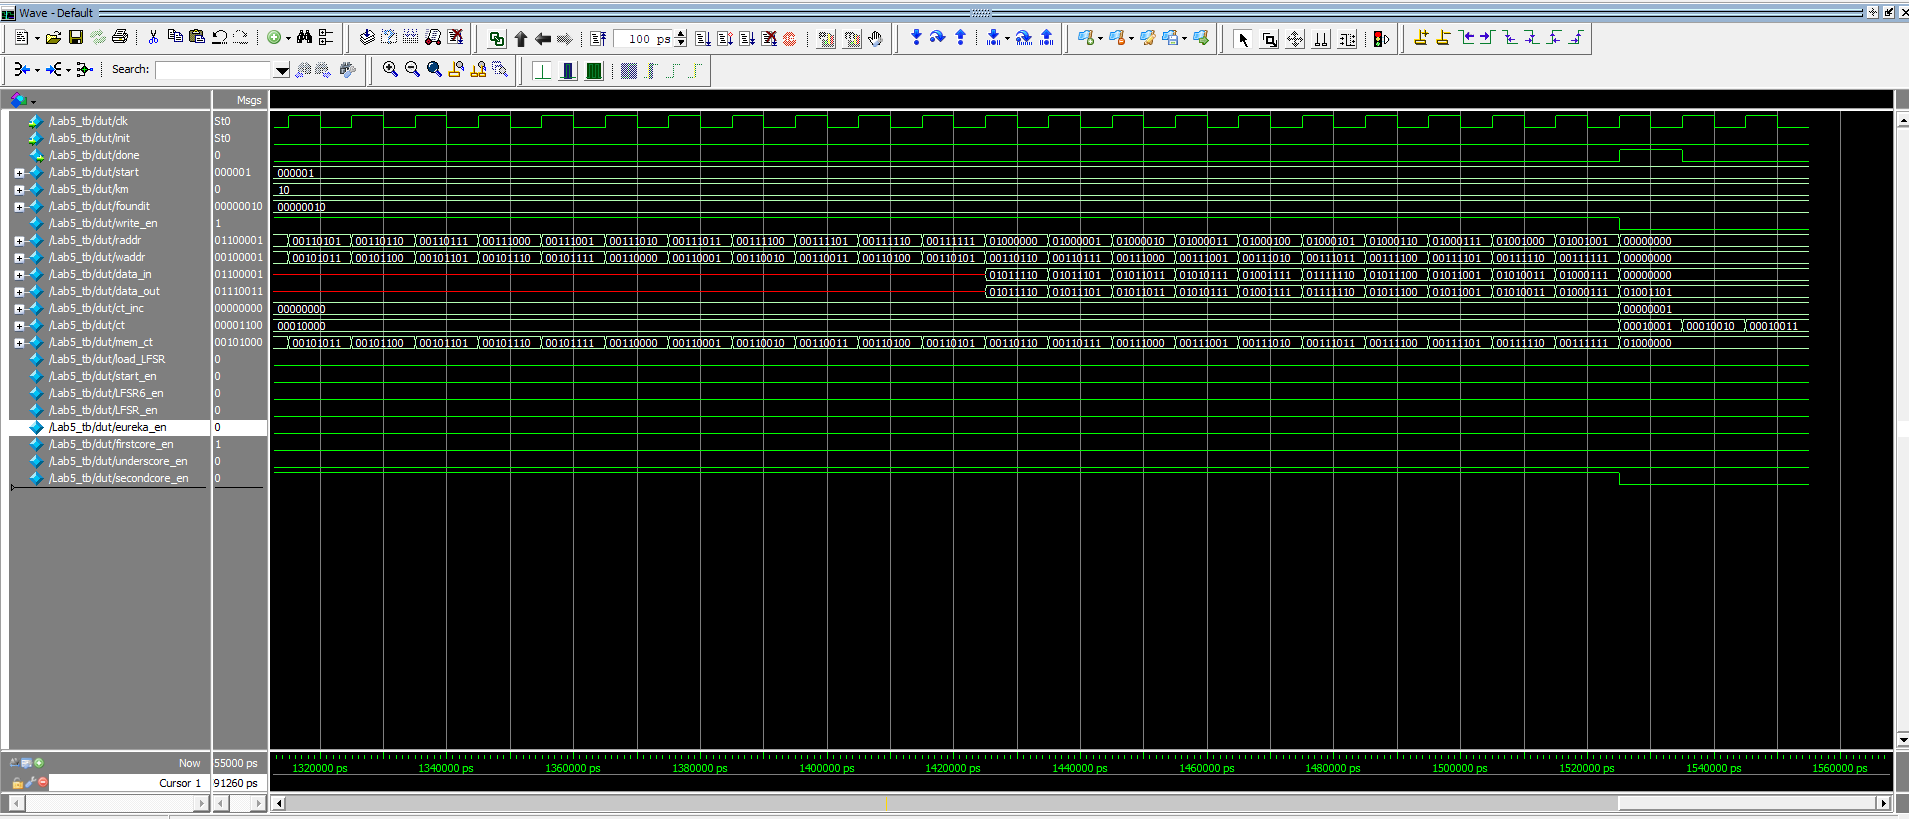 Wave - Default
100 ps
Search:
Msgs
/Lab5_tb/dut/clk St0
/Lab5_tb/dut/init St0
/Lab5_tb/dut/done 0
/Lab5_tb/dut/start 000001 000001
/Lab5_tb/dut/km 0 10
/Lab5_tb/dut/foundit 00000010 00000010
/Lab5_tb/dut/write_en 1
/Lab5_tb/dut/raddr 01100001 00110101 00110110 00110111 00111000 00111001 00111010 00111011 00111100 00111101 00111110 00111111 01000000 01000001 01000010 01000011 01000100 01000101 01000110 01000111 01001000 01001001 00000000
/Lab5_tb/dut/waddr 00100001 00101011 00101100 00101101 00101110 00101111 00110000 00110001 00110010 00110011 00110100 00110101 00110110 00110111 00111000 00111001 00111010 00111011 00111100 00111101 00111110 00111111 00000000
/Lab5_tb/dut/data_in 01100001 01011110 01011101 01011011 01010111 01001111 01111110 01011100 01011001 01010011 01000111 00000000
/Lab5_tb/dut/data_out 01110011 01011110 01011101 01011011 01010111 01001111 01111110 01011100 01011001 01010011 01000111 01001101
/Lab5_tb/dut/ct_inc 00000000 00000000 00000001
/Lab5_tb/dut/ct 00001100 00010000 00010001 00010010 00010011
/Lab5_tb/dut/mem_ct 00101000 00101011 00101100 00101101 00101110 00101111 00110000 00110001 00110010 00110011 00110100 00110101 00110110 00110111 00111000 00111001 00111010 00111011 00111100 00111101 00111110 00111111 01000000
/Lab5_tb/dut/load_LFSR 0
/Lab5_tb/dut/start_en 0
/Lab5_tb/dut/LFSR6_en 0
/Lab5_tb/dut/LFSR_en 0
/Lab5_tb/dut/eureka_en 0
/Lab5_tb/dut/firstcore_en 1
/Lab5_tb/dut/underscore_en 0
/Lab5_tb/dut/secondcore_en 0
Now 55000 ps
1320000 ps 1340000 ps 1360000 ps 1380000 ps 1400000 ps 1420000 ps 1440000 ps 1460000 ps 1480000 ps 1500000 ps 1520000 ps 1540000 ps 1560000 ps
Cursor 1 91260 ps